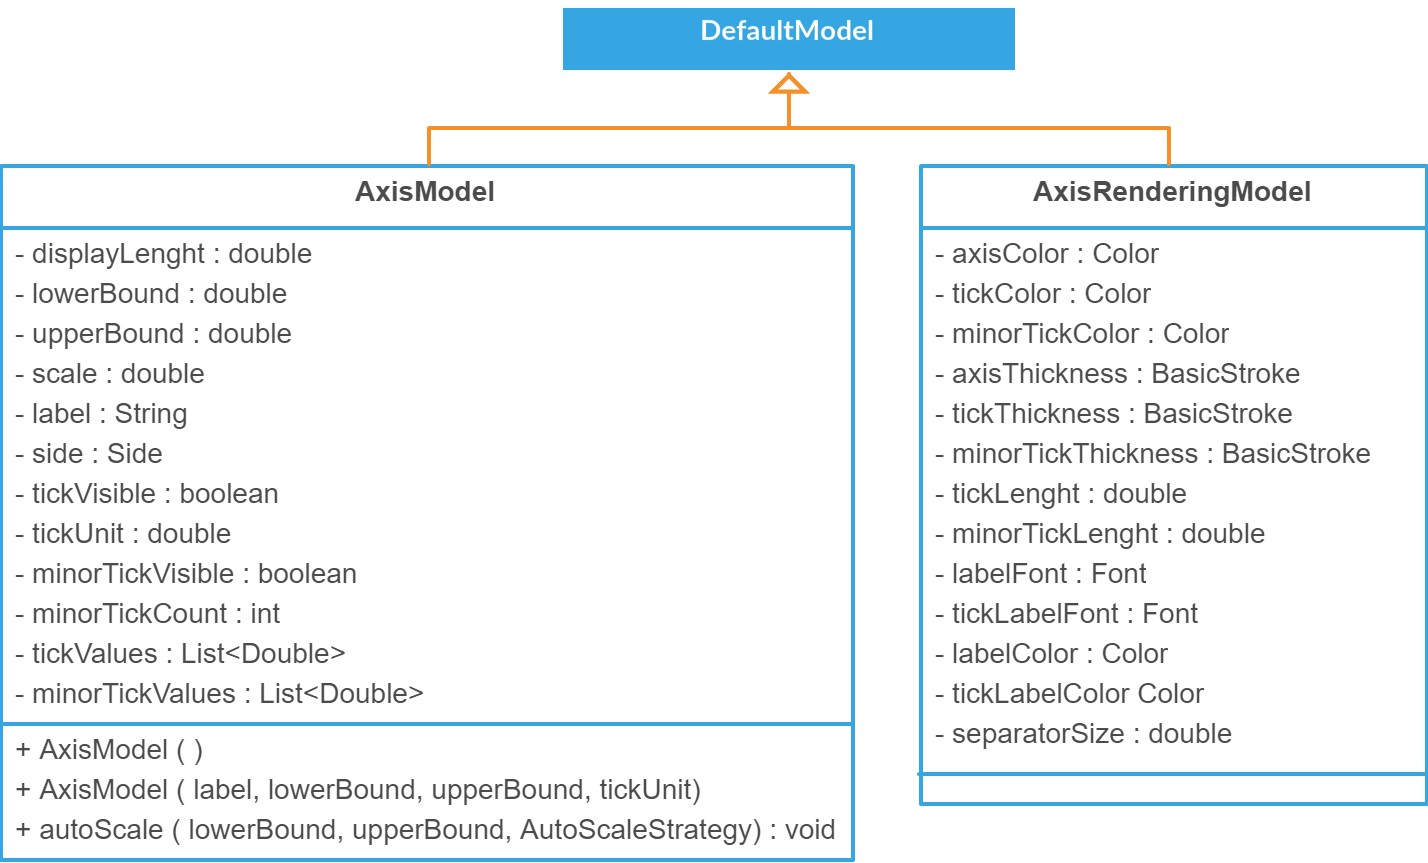 DefaultModel
AxisModel
- displayLenght : double
- lowerBound : double
- upperBound : double
- scale : double
- label : String
- side : Side
- tickVisible : boolean
- tickUnit : double
- minorTickVisible : boolean
- minorTickCount : int
- tickValues : List<Double>
- minorTickValues : List<Double>
+ AxisModel ( )
+ AxisModel ( label, lowerBound, upperBound, tickUnit)
+ autoScale ( lowerBound, upperBound, AutoScaleStrategy) : void
AxisRenderingModel
- axisColor : Color
- tickColor : Color
- minorTickColor : Color
- axisThickness : BasicStroke
- tickThickness : BasicStroke
- minorTickThickness : BasicStroke
- tickLenght : double
- minorTickLenght : double
- labelFont : Font
- tickLabelFont : Font
- labelColor : Color
- tickLabelColor Color
- separatorSize : double